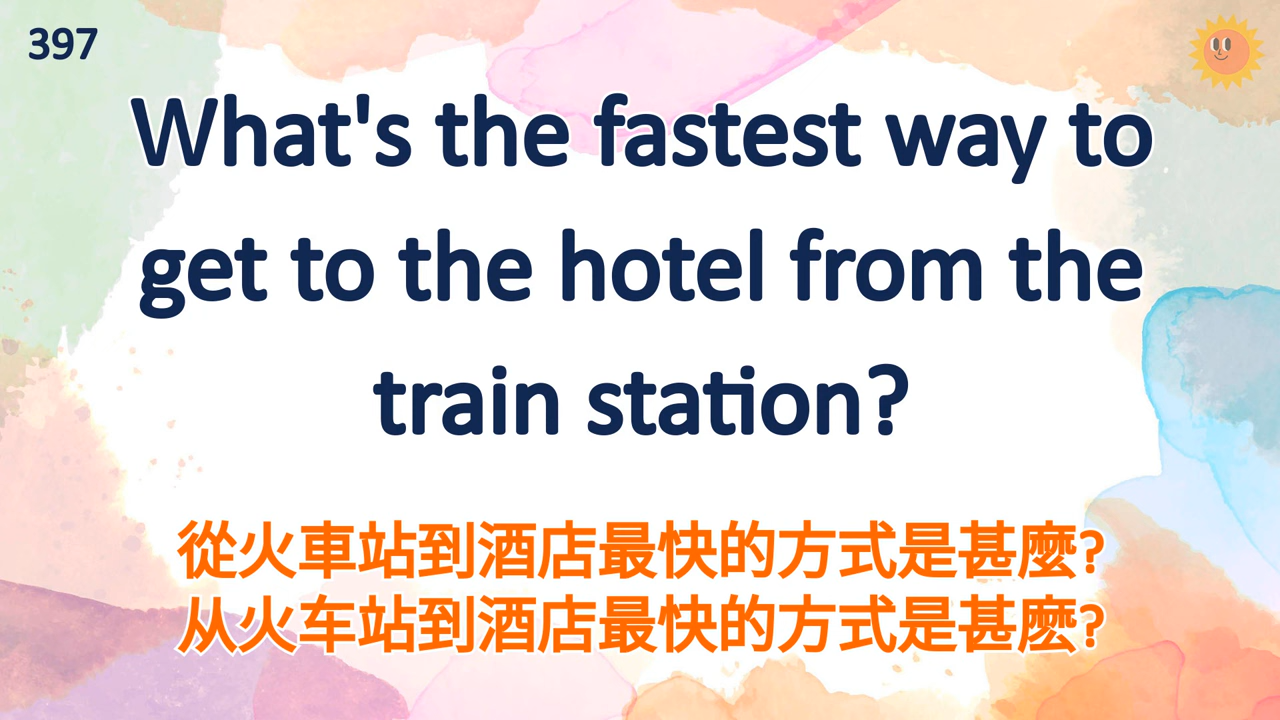 397
What's the fastest way to
get to the hotel from the
train station?
從火車站到酒店最快的方式是甚麼?
从火车站到酒店最快的方式是甚麽?